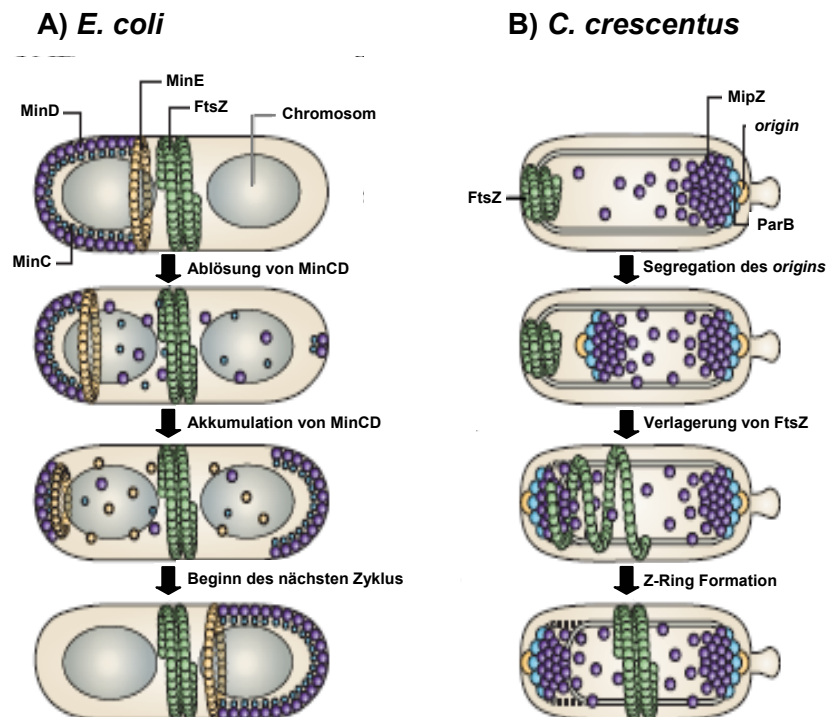 A) E. coli
MinE
FtsZ
MinD
Chromosom
MinC
Ablösung von MinCD
Akkumulation von MinCD
Beginn des nächsten Zyklus
B) C. crescentus
MipZ
origin
FtsZ
ParB
Segregation des origins
Verlagerung von FtsZ
Z-Ring Formation